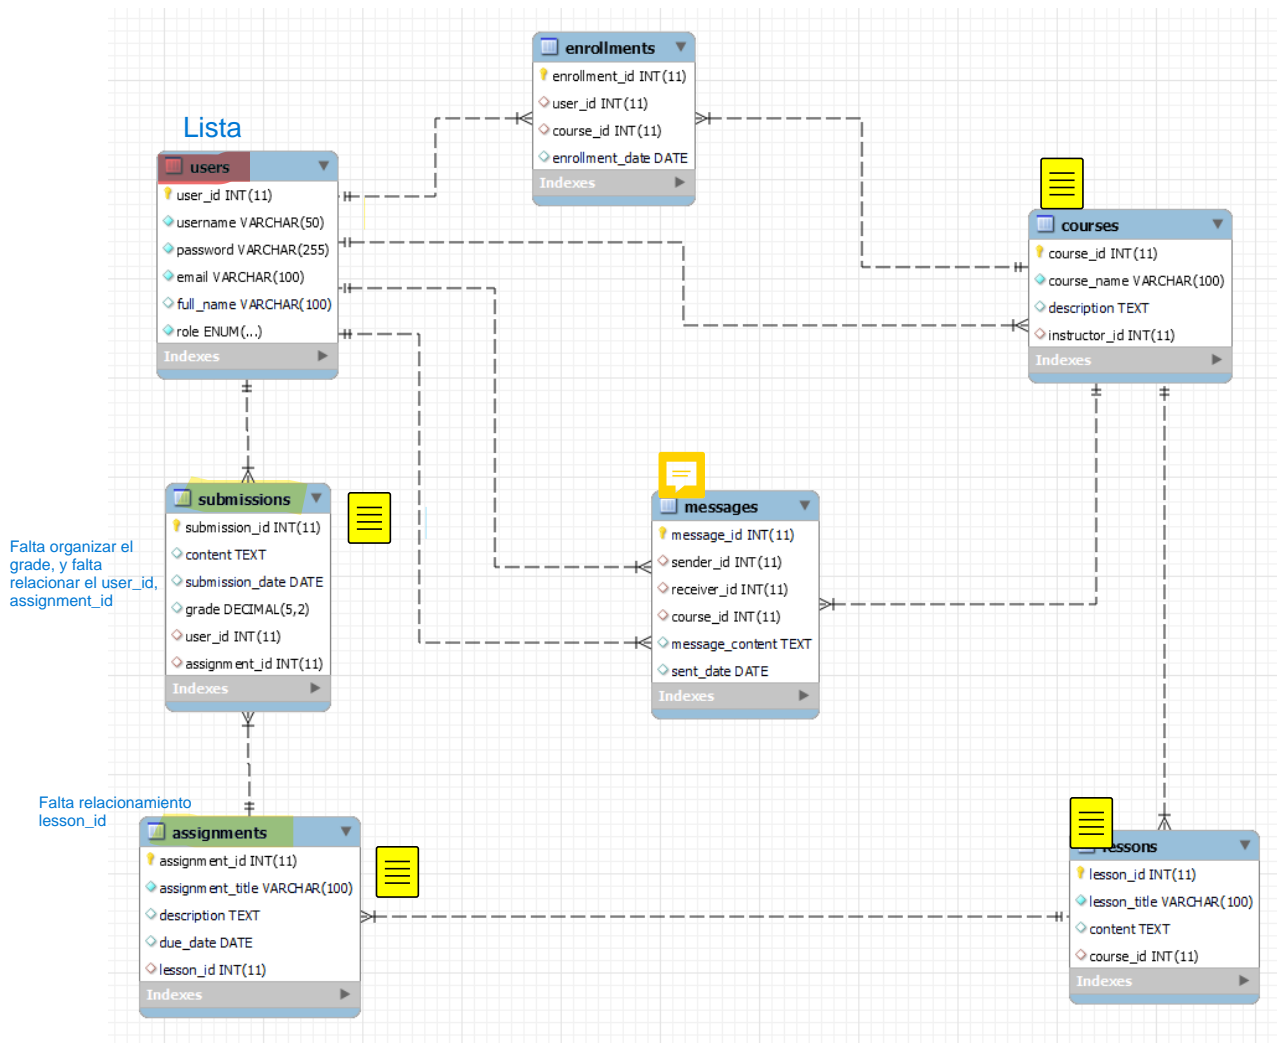 enrollments
enrollment_id INT(11)
user_id INT(11)
course_id INT(11)
enrollment_date DATE
Indexes
Lista
users
user_id INT(11)
username VARCHAR(50)
password VARCHAR(255)
email VARCHAR(100)
full_name VARCHAR(100)
role ENUM(...)
Indexes
courses
course_id INT(11)
course_name VARCHAR(100)
description TEXT
instructor_id INT(11)
Indexes
submissions
submission_id INT(11)
content TEXT
submission_date DATE
grade DECIMAL(5,2)
user_id INT(11)
assignment_id INT(11)
Indexes
Falta organizar el
grade, y falta
relacionar el user_id,
assignment_id
messages
message_id INT(11)
sender_id INT(11)
receiver_id INT(11)
course_id INT(11)
message_content TEXT
sent_date DATE
Indexes
Falta relacionamiento
lesson_id
assignments
assignment_id INT(11)
assignment_title VARCHAR(100)
description TEXT
due_date DATE
lesson_id INT(11)
Indexes
lessons
lesson_id INT(11)
lesson_title VARCHAR(100)
content TEXT
course_id INT(11)
Indexes